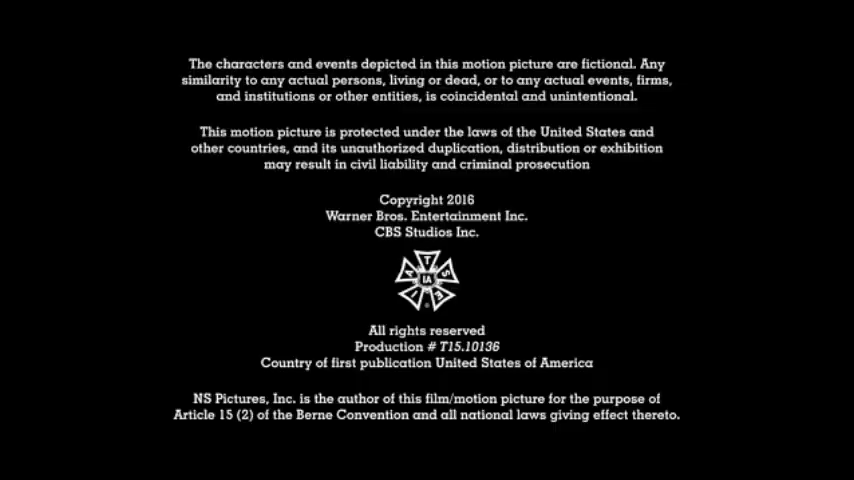 The characters and events depicted in this motion picture are fictional. Any
similarity to any actual persons, living or dead, or to any actual events, firms,
and institutions or other entities, is coincidental and unintentional.
This motion picture is protected under the laws of the United States and
other countries, and its unauthorized duplication, distribution or exhibition
may result in civil liability and criminal prosecution
Copyright 2016
Warner Bros. Entertainment Inc.
CBS Studios Inc.
I A T S E
IA
®
All rights reserved
Production # T15.10136
Country of first publication United States of America
NS Pictures, Inc. is the author of this film/motion picture for the purpose of
Article 15 (2) of the Berne Convention and all national laws giving effect thereto.